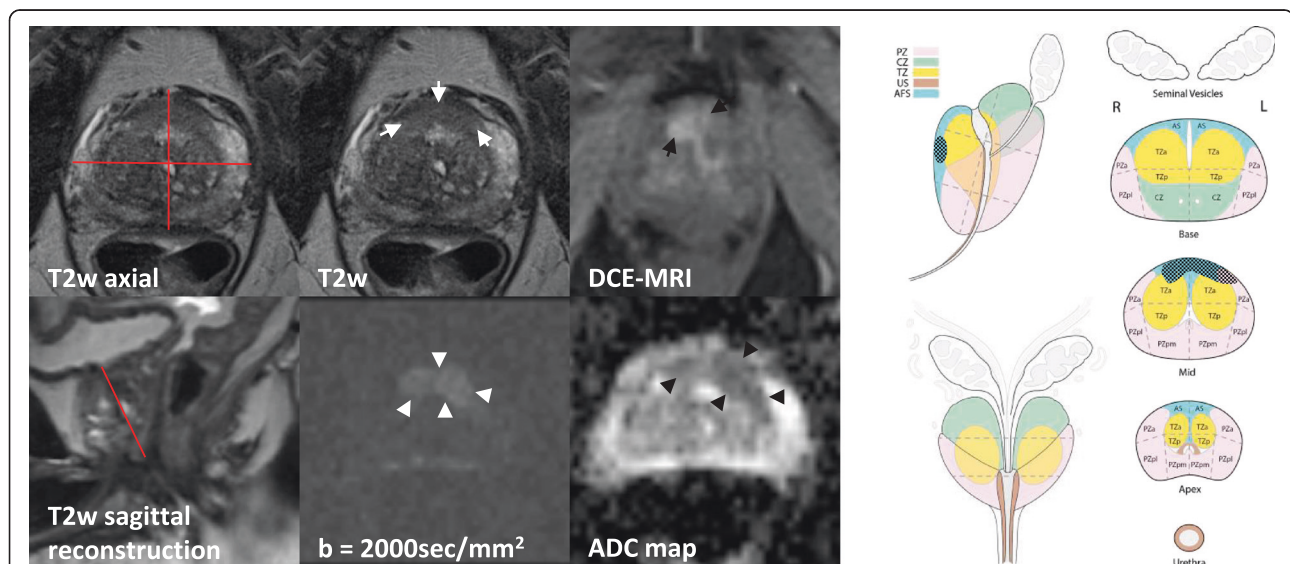 T2w axial
T2w
DCE-MRI
T2w sagittal
reconstruction
b = 2000sec/mm²
ADC map
PZ
CZ
TZ
US
AFS
Seminal Vesicles
R
L
AS AS
TZa TZa
PZa PZa
TZp TZp
PZpl PZpl
CZ CZ
Base
TZa TZa
PZa PZa
TZp TZp
PZpl PZpl
PZpm
Mid
AS
PZa TZa TZa PZa
TZp TZp
PZpl PZpl
PZpm PZpm
Apex
Urethra